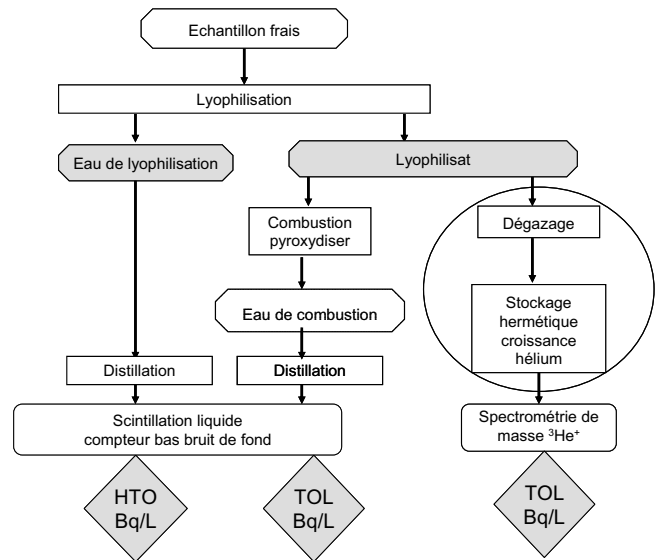 Echantillon frais
Lyophilisation
Eau de lyophilisation
Lyophilisat
Combustion
pyroxydiser
Dégazage
Eau de combustion
Stockage
hermétique
croissance
hélium
Distillation
Distillation
Scintillation liquide
compteur bas bruit de fond
Spectrométrie de
masse ³He⁺
HTO
Bq/L
TOL
Bq/L
TOL
Bq/L